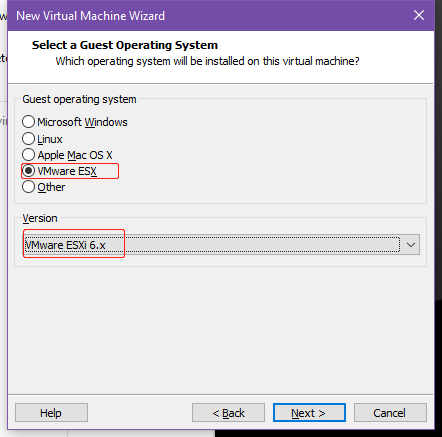 New Virtual Machine Wizard
Select a Guest Operating System
Which operating system will be installed on this virtual machine?
Guest operating system
Microsoft Windows
Linux
Apple Mac OS X
VMware ESX
Other
Version
VMware ESXi 6.x
Help
< Back
Next >
Cancel